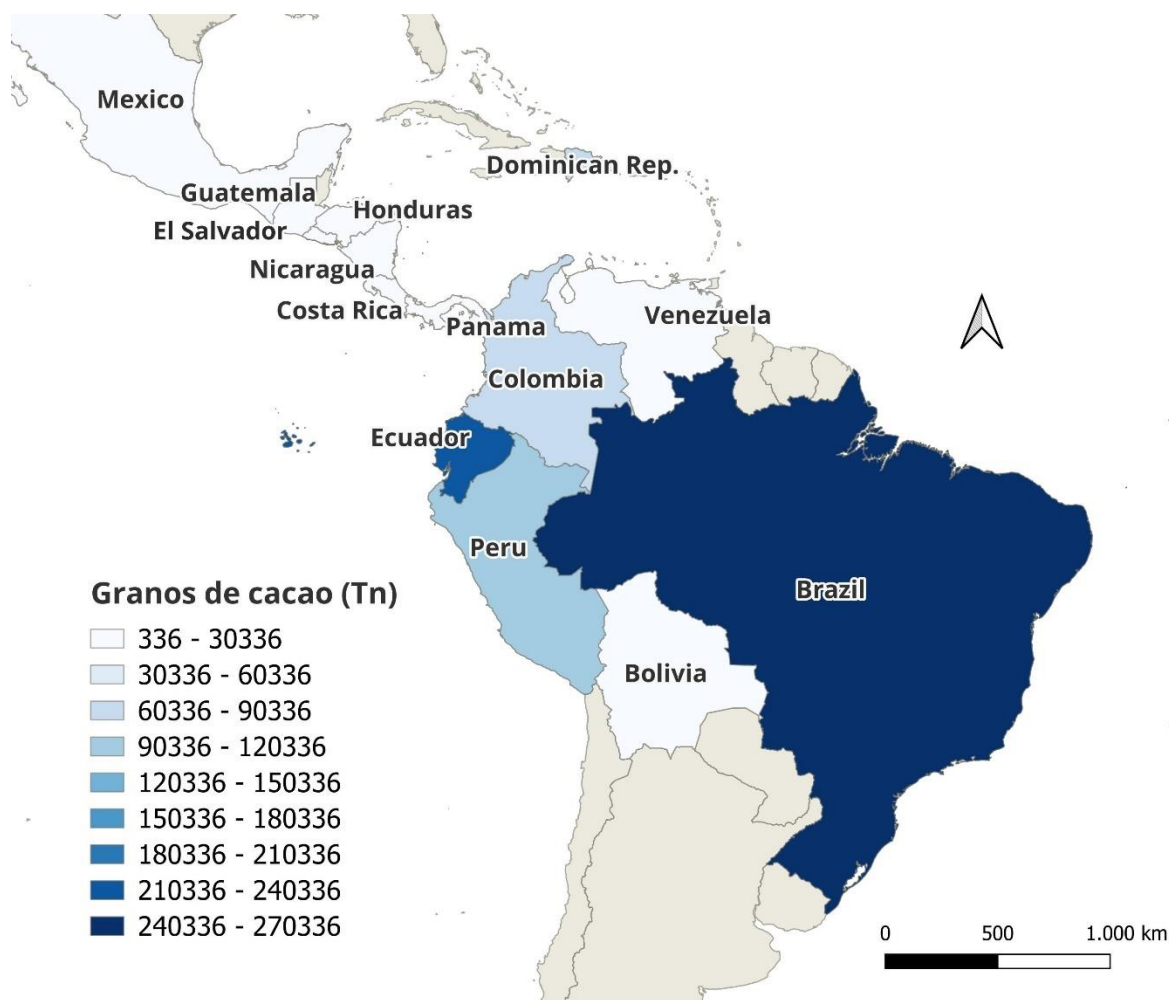 Mexico
Dominican Rep.
Guatemala
Honduras
El Salvador
Nicaragua
Costa Rica
Panama
Venezuela
Colombia
Ecuador
Peru
Brazil
Bolivia
Granos de cacao (Tn)
336 - 30336
30336 - 60336
60336 - 90336
90336 - 120336
120336 - 150336
150336 - 180336
180336 - 210336
210336 - 240336
240336 - 270336
0 500 1.000 km